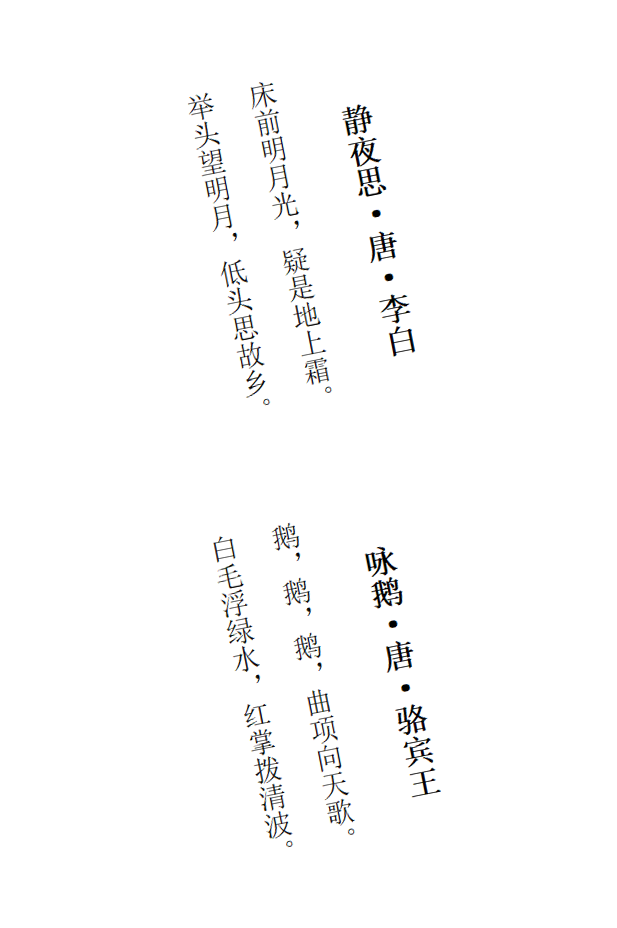 静夜思·唐·李白
床前明月光，疑是地上霜。
举头望明月，低头思故乡。
咏鹅·唐·骆宾王
鹅，鹅，鹅，曲项向天歌。
白毛浮绿水，红掌拨清波。